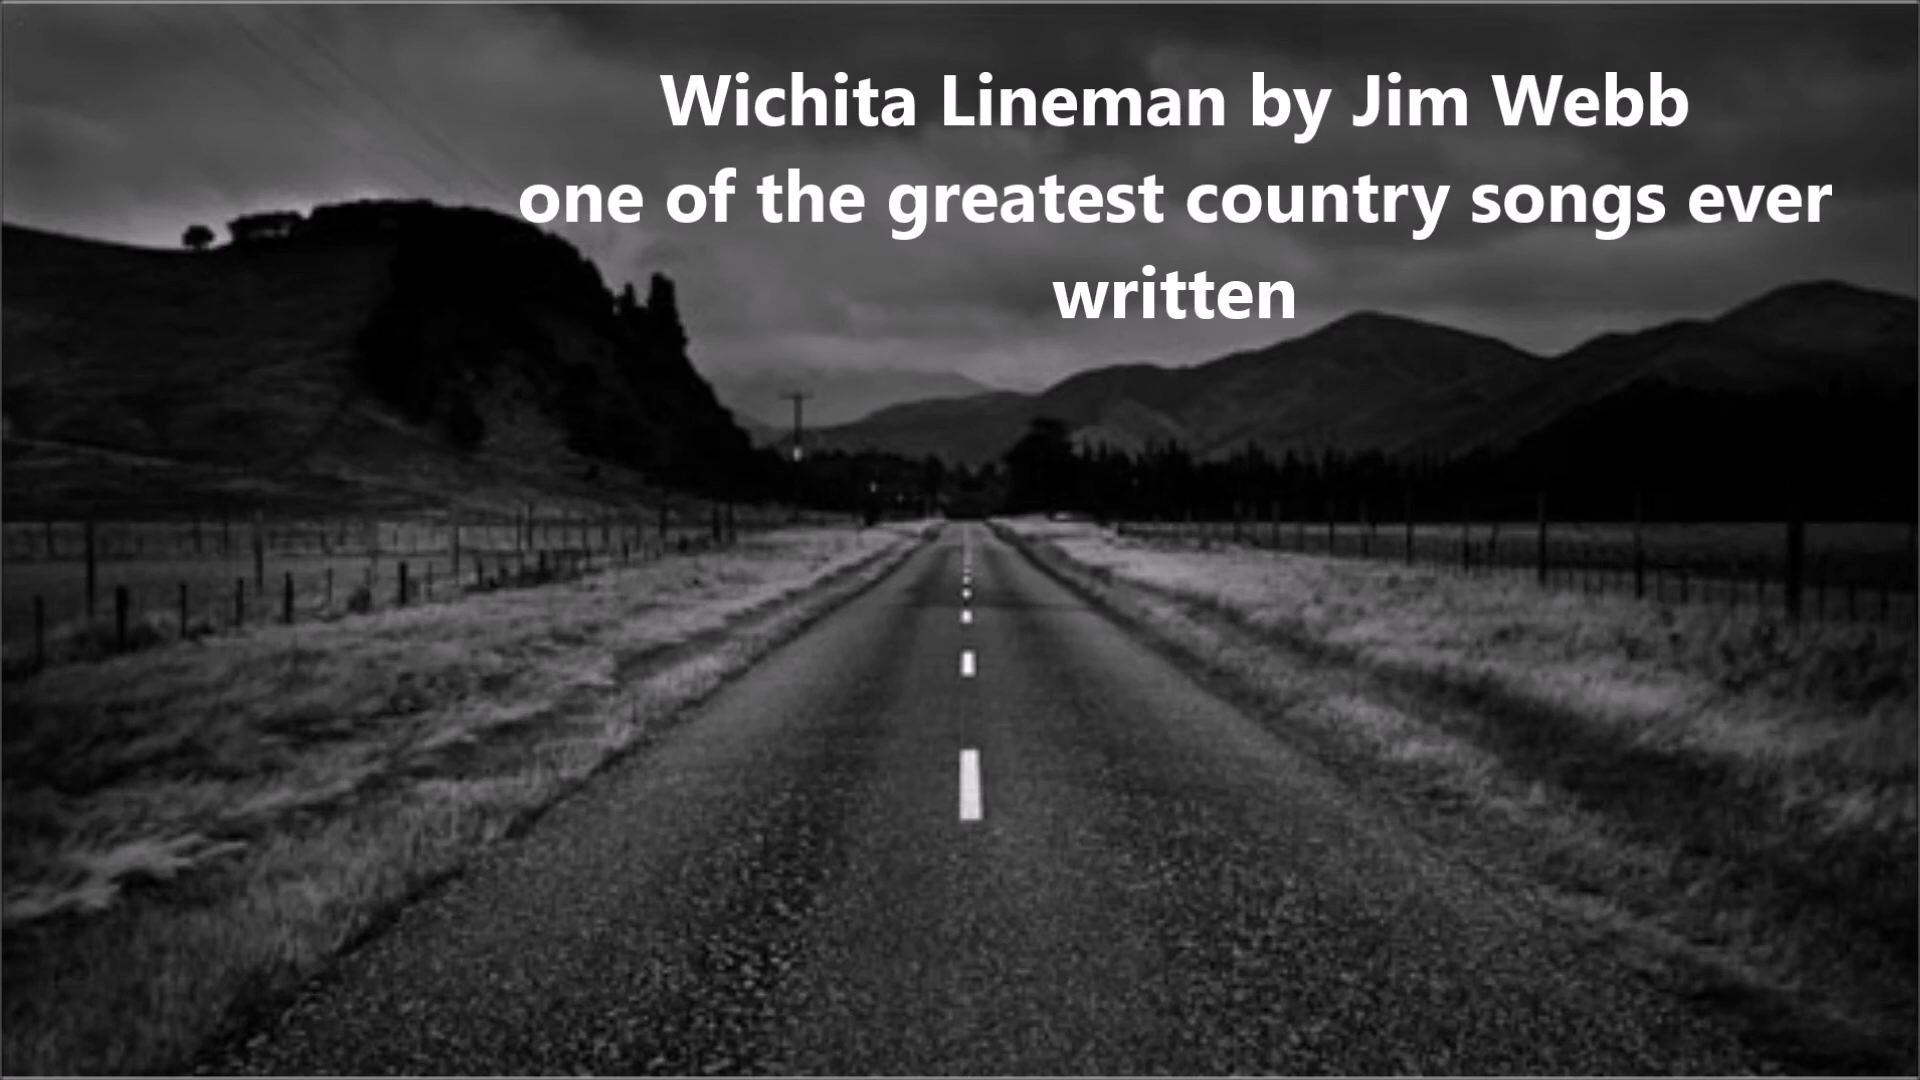 Wichita Lineman by Jim Webb
one of the greatest country songs ever
written